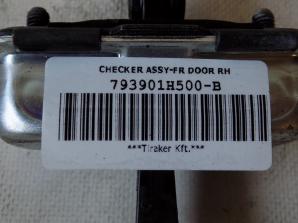 CHECKER ASSY-FR DOOR RH
793901H500-B
***Tiraker Kft.***